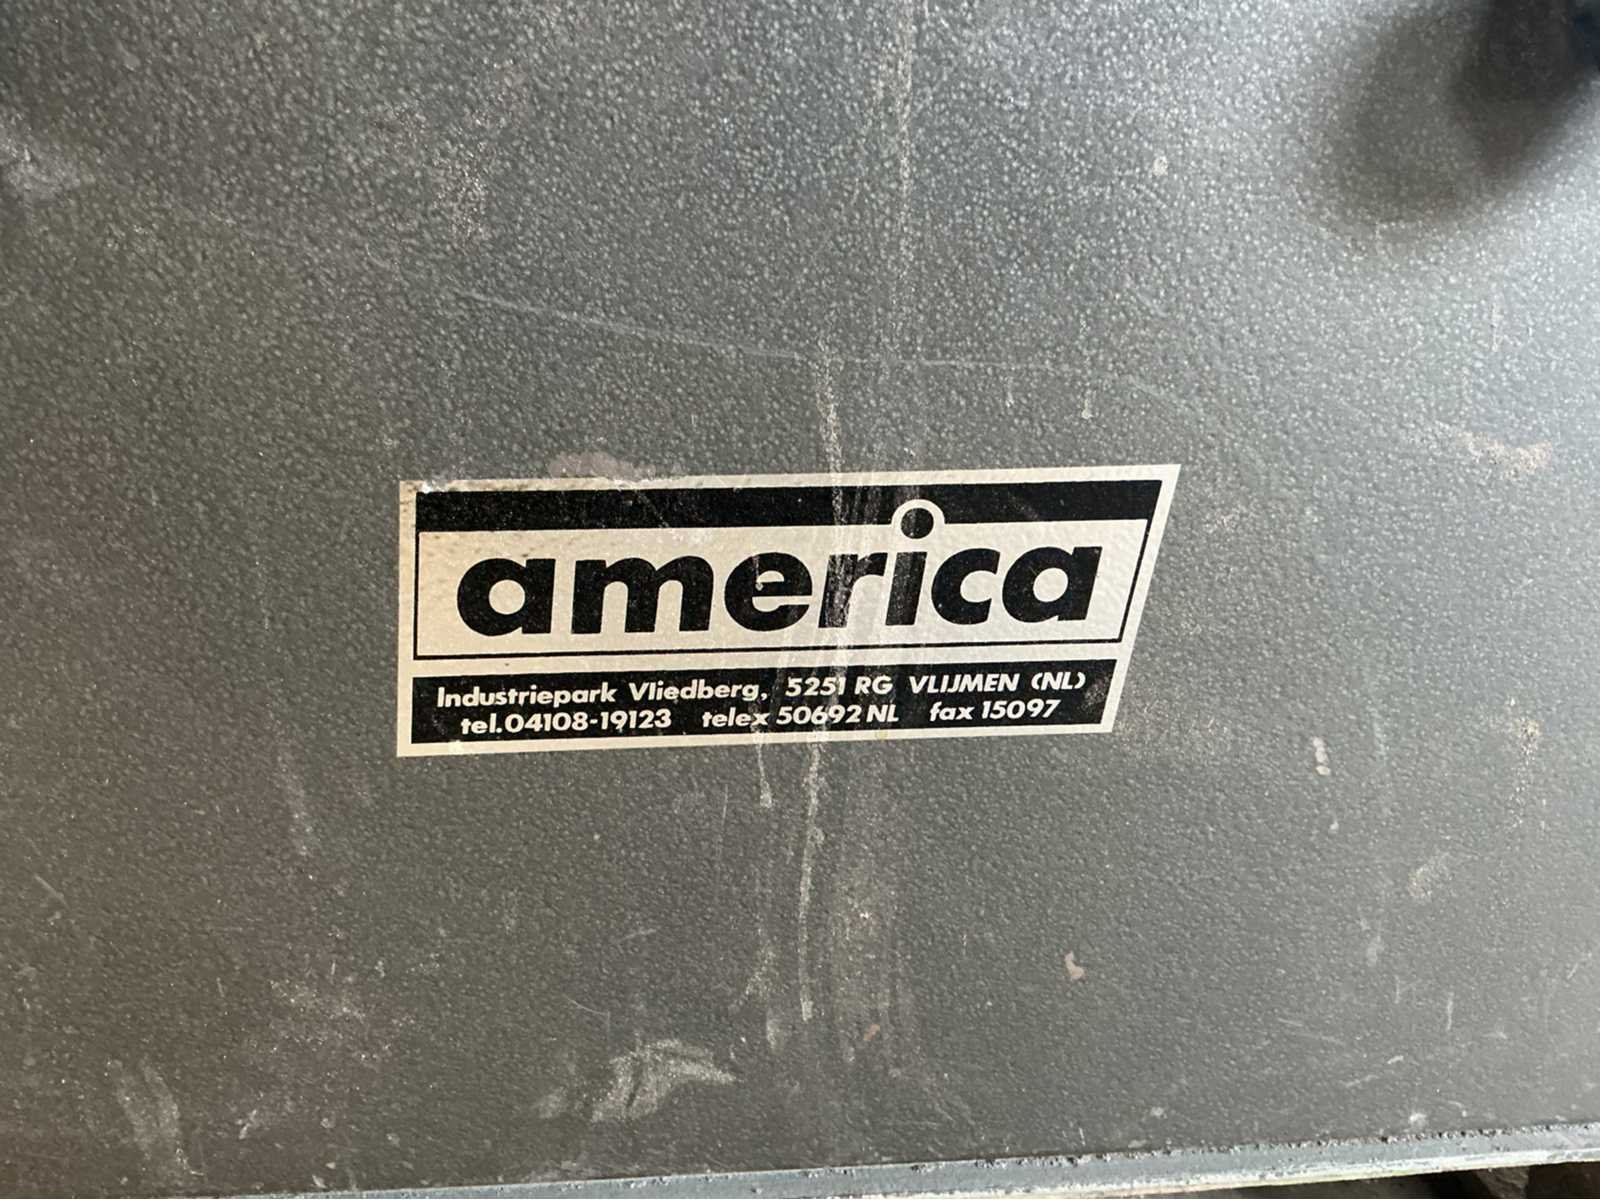 america
Industriepark Vliedberg, 5251 RG VLIJMEN (NL)
tel.04108-19123 telex 50692 NL fax 15097